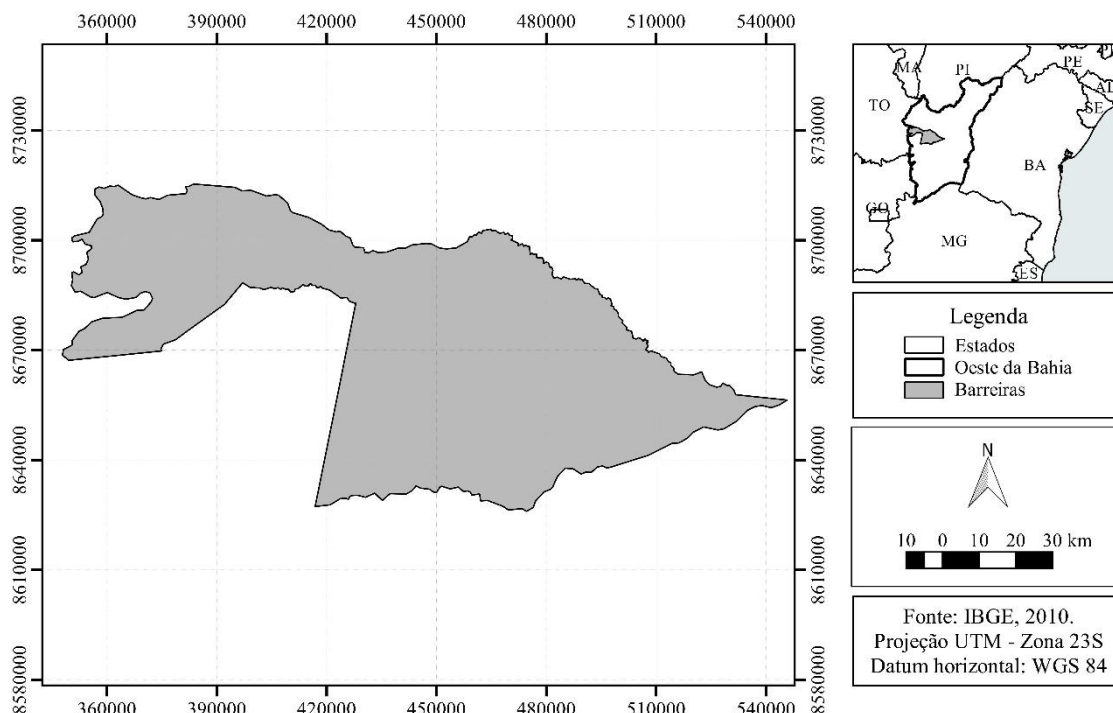 360000 390000 420000 450000 480000 510000 540000
8730000 8730000
8700000 8700000
8670000 8670000
8640000 8640000
8610000 8610000
8580000 8580000
360000 390000 420000 450000 480000 510000 540000
MA PI PE
AL
TO SE
BA
GO
MG
ES
Legenda
Estados
Oeste da Bahia
Barreiras
N
10 0 10 20 30 km
Fonte: IBGE, 2010.
Projeção UTM - Zona 23S
Datum horizontal: WGS 84